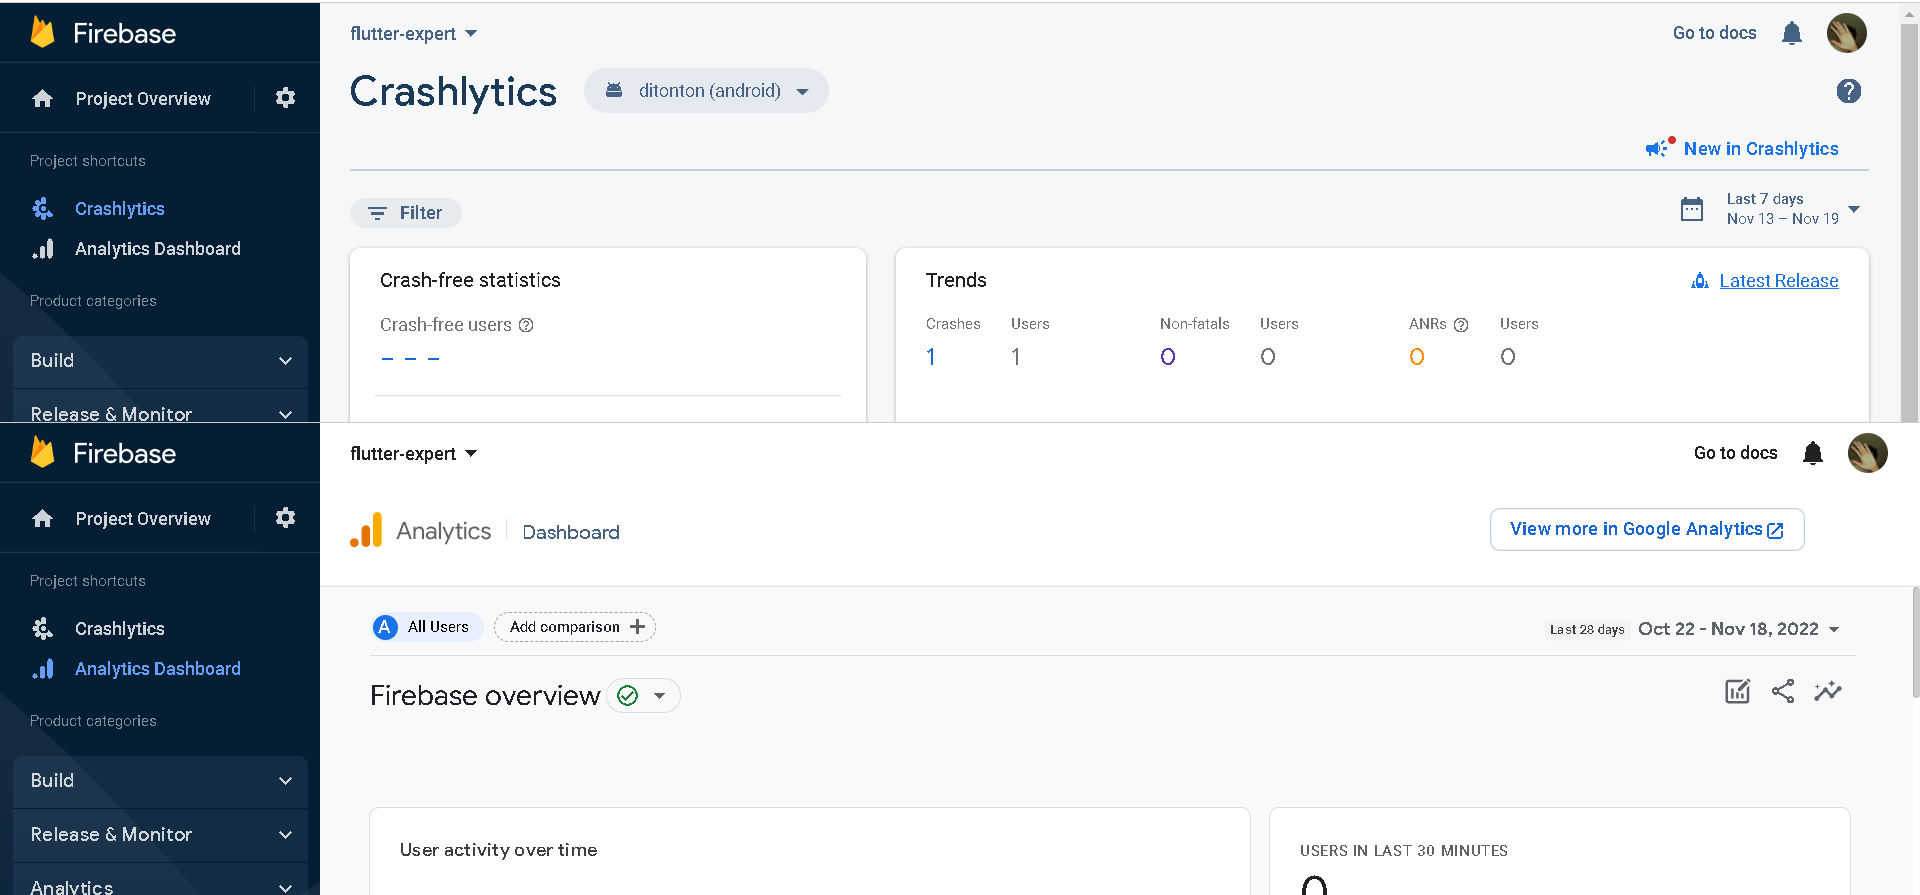 Firebase
Project Overview
Project shortcuts
Crashlytics
Analytics Dashboard
Product categories
Build
Release & Monitor
flutter-expert
Go to docs
Crashlytics
ditonton (android)
New in Crashlytics
Filter
Last 7 days
Nov 13 – Nov 19
Crash-free statistics
Crash-free users
– – –
Trends
Latest Release
Crashes Users Non-fatals Users ANRs Users
1 1 0 0 0 0
Firebase
Project Overview
Project shortcuts
Crashlytics
Analytics Dashboard
Product categories
Build
Release & Monitor
Analytics
flutter-expert
Go to docs
Analytics Dashboard
View more in Google Analytics
A All Users Add comparison
Last 28 days Oct 22 - Nov 18, 2022
Firebase overview
User activity over time
USERS IN LAST 30 MINUTES
0